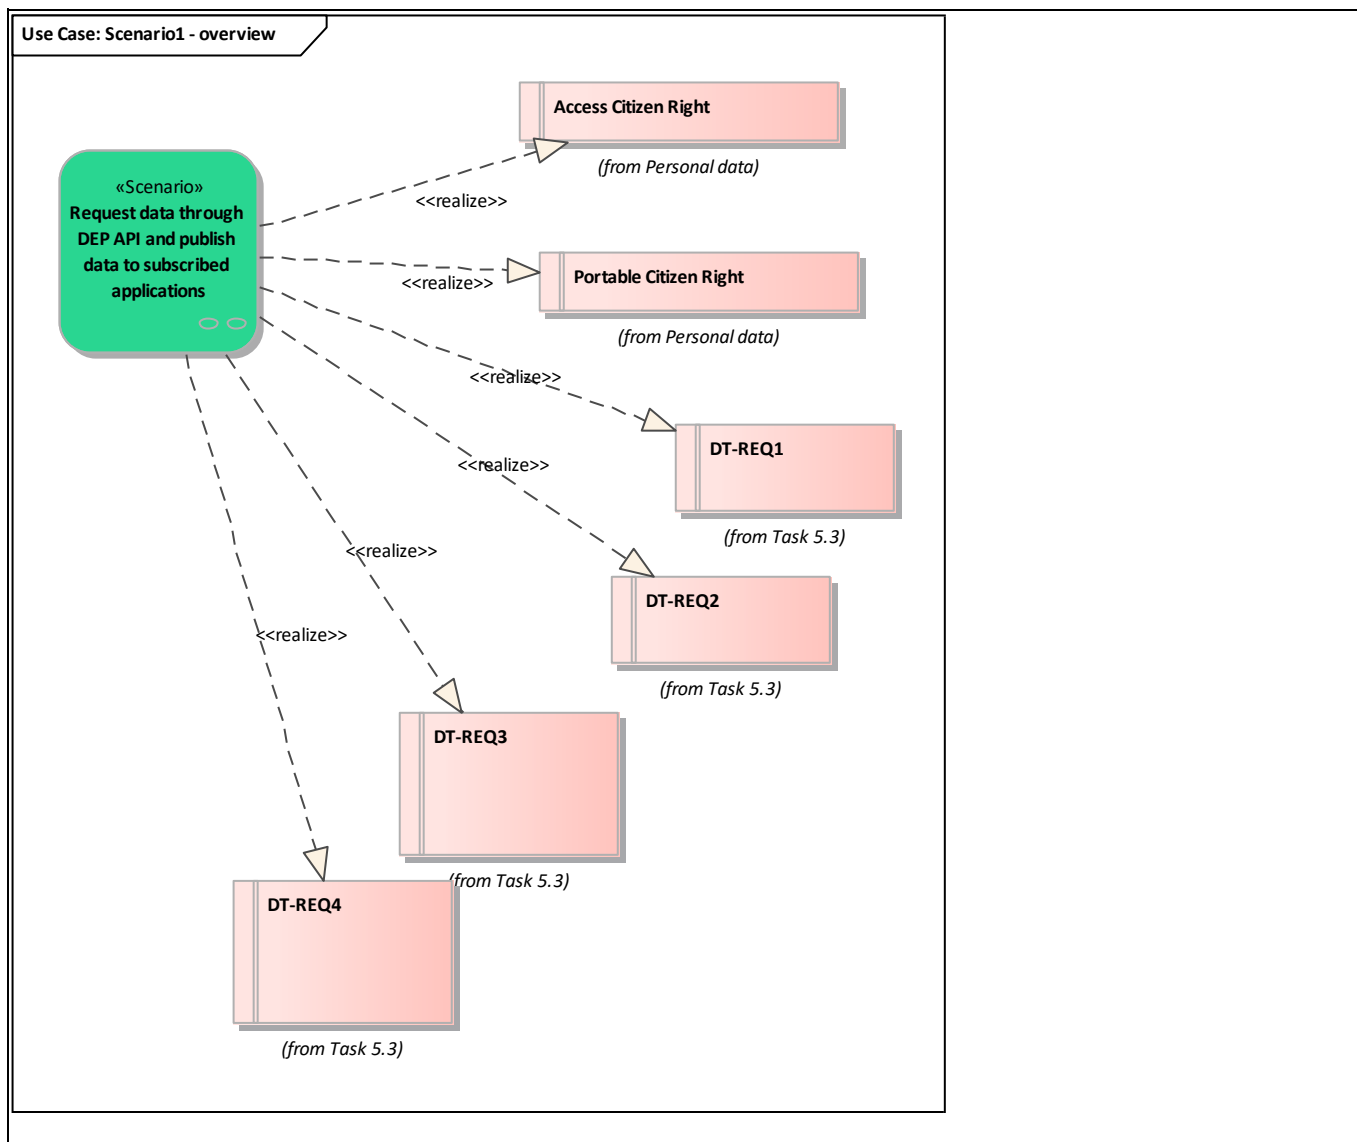 Use Case: Scenario1 - overview
Access Citizen Right
(from Personal data)
«Scenario»
Request data through
DEP API and publish
data to subscribed
applications
<<realize>>
Portable Citizen Right
<<realize>>
(from Personal data)
<<realize>>
DT-REQ1
<<realize>>
(from Task 5.3)
<<realize>>
DT-REQ2
<<realize>>
(from Task 5.3)
DT-REQ3
(from Task 5.3)
DT-REQ4
(from Task 5.3)